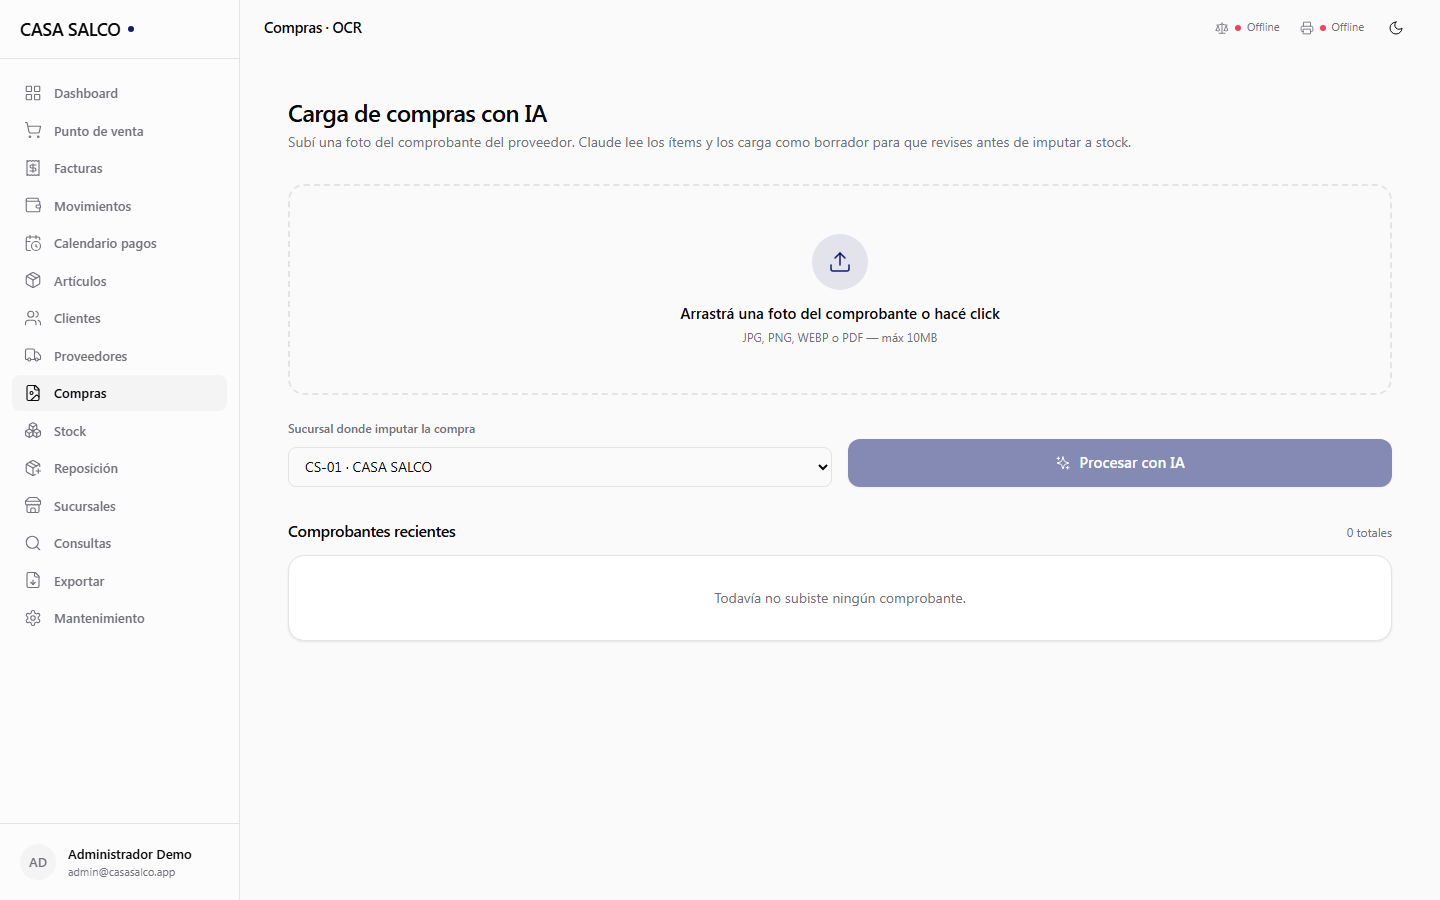 CASA SALCO
Compras · OCR
Offline
Offline
Dashboard
Punto de venta
Facturas
Movimientos
Calendario pagos
Artículos
Clientes
Proveedores
Compras
Stock
Reposición
Sucursales
Consultas
Exportar
Mantenimiento
AD
Administrador Demo
admin@casasalco.app
Carga de compras con IA
Subí una foto del comprobante del proveedor. Claude lee los ítems y los carga como borrador para que revises antes de imputar a stock.
Arrastrá una foto del comprobante o hacé click
JPG, PNG, WEBP o PDF — máx 10MB
Sucursal donde imputar la compra
CS-01 · CASA SALCO
Procesar con IA
Comprobantes recientes
0 totales
Todavía no subiste ningún comprobante.